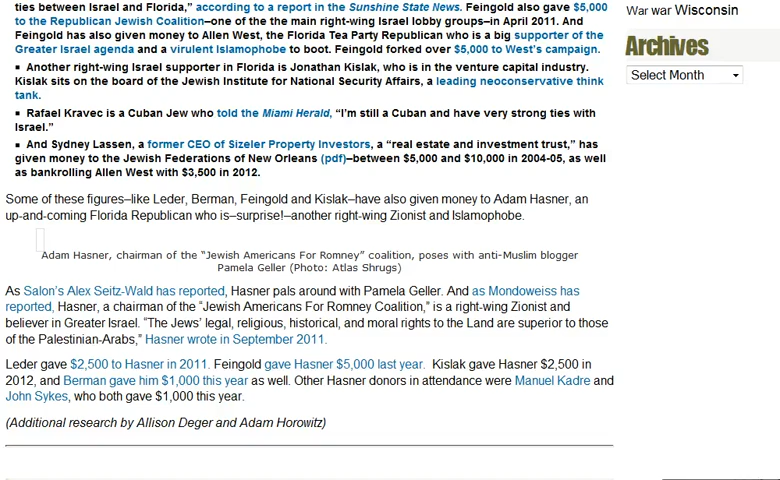 ties between Israel and Florida,” according to a report in the Sunshine State News. Feingold also gave $5,000
to the Republican Jewish Coalition–one of the the main right-wing Israel lobby groups–in April 2011. And
Feingold has also given money to Allen West, the Florida Tea Party Republican who is a big supporter of the
Greater Israel agenda and a virulent Islamophobe to boot. Feingold forked over $5,000 to West’s campaign.
▪ Another right-wing Israel supporter in Florida is Jonathan Kislak, who is in the venture capital industry.
Kislak sits on the board of the Jewish Institute for National Security Affairs, a leading neoconservative think
tank.
▪ Rafael Kravec is a Cuban Jew who told the Miami Herald, “I’m still a Cuban and have very strong ties with
Israel.”
▪ And Sydney Lassen, a former CEO of Sizeler Property Investors, a “real estate and investment trust,” has
given money to the Jewish Federations of New Orleans (pdf)–between $5,000 and $10,000 in 2004-05, as well
as bankrolling Allen West with $3,500 in 2012.
Some of these figures–like Leder, Berman, Feingold and Kislak–have also given money to Adam Hasner, an
up-and-coming Florida Republican who is–surprise!–another right-wing Zionist and Islamophobe.
Adam Hasner, chairman of the “Jewish Americans For Romney” coalition, poses with anti-Muslim blogger
Pamela Geller (Photo: Atlas Shrugs)
As Salon’s Alex Seitz-Wald has reported, Hasner pals around with Pamela Geller. And as Mondoweiss has
reported, Hasner, a chairman of the “Jewish Americans For Romney Coalition,” is a right-wing Zionist and
believer in Greater Israel. “The Jews’ legal, religious, historical, and moral rights to the Land are superior to those
of the Palestinian-Arabs,” Hasner wrote in September 2011.
Leder gave $2,500 to Hasner in 2011. Feingold gave Hasner $5,000 last year. Kislak gave Hasner $2,500 in
2012, and Berman gave him $1,000 this year as well. Other Hasner donors in attendance were Manuel Kadre and
John Sykes, who both gave $1,000 this year.
(Additional research by Allison Deger and Adam Horowitz)
War war Wisconsin
Archives
Select Month